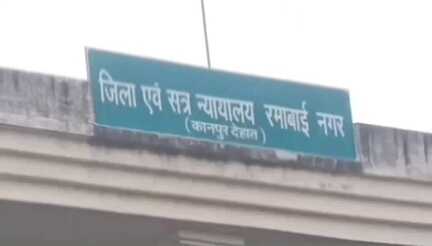 जिला एवं सत्र न्यायालय रमाबाई नगर
(कानपुर देहात)